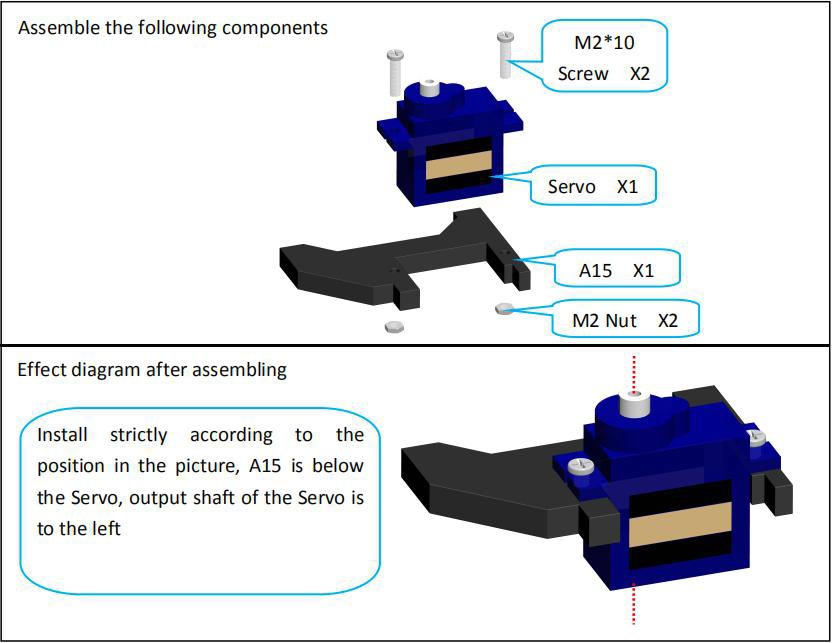 Assemble the following components
M2*10
Screw X2
Servo X1
A15 X1
M2 Nut X2
Effect diagram after assembling
Install strictly according to the
position in the picture, A15 is below
the Servo, output shaft of the Servo is
to the left